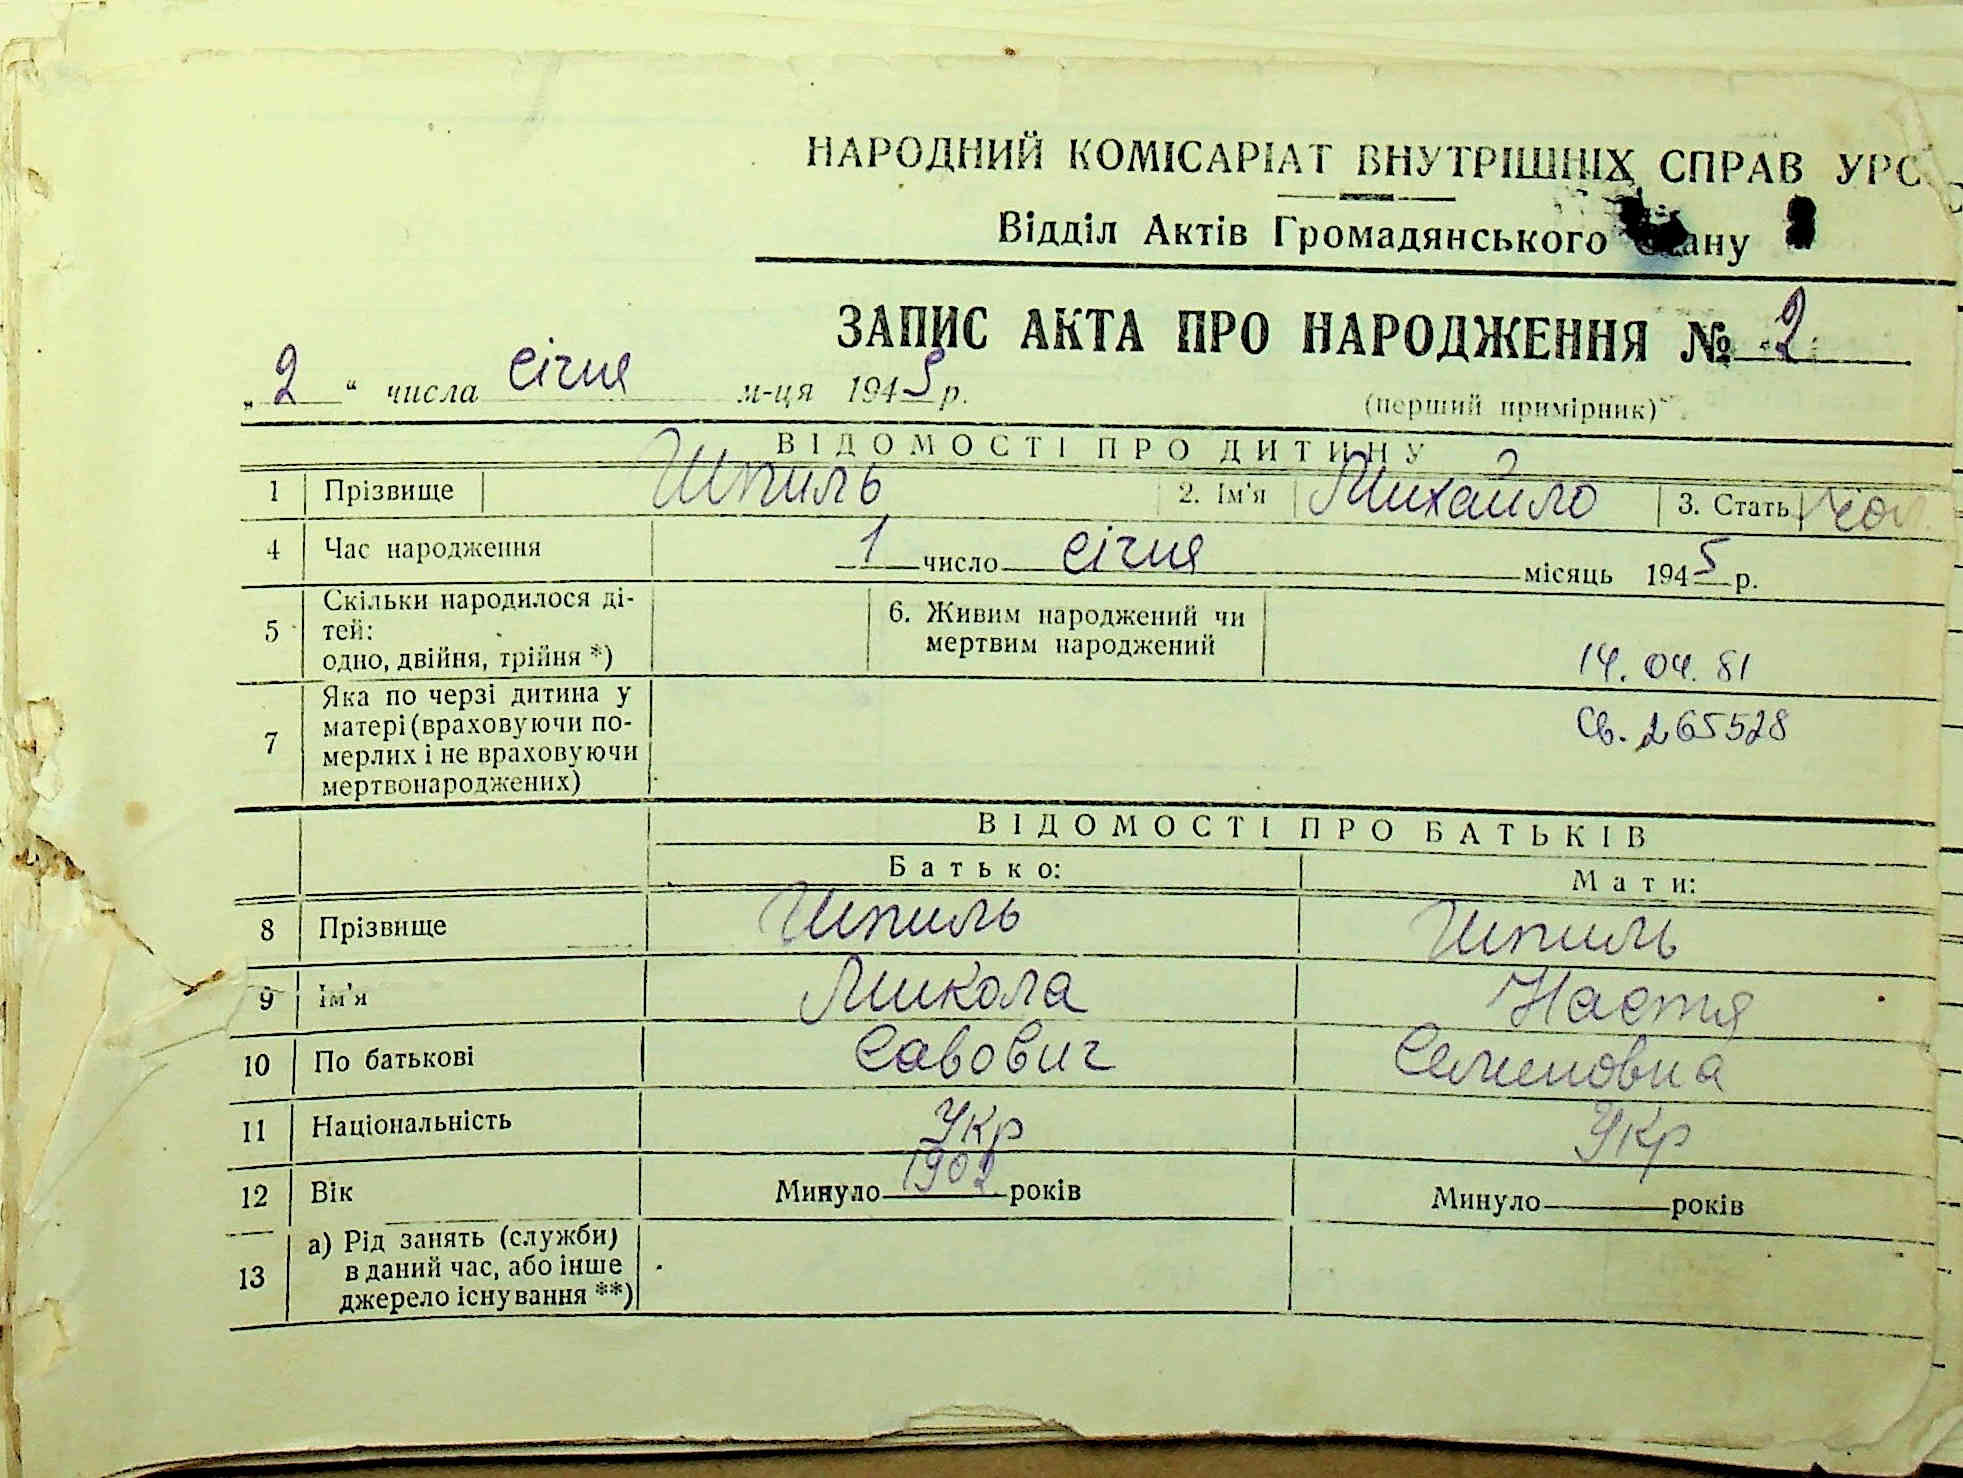 НАРОДНИЙ КОМІСАРІАТ ВНУТРІШНІХ СПРАВ УРС
Відділ Актів Громадянського Стану
ЗАПИС АКТА ПРО НАРОДЖЕННЯ № 2
„ 2 “ числа січня м-ця 1945 р.
(перший примірник)
ВІДОМОСТІ ПРО ДИТИНУ
1 Прізвище Шпиль 2. Ім'я Михайло 3. Стать чол.
4 Час народження 1 число січня місяць 1945 р.
5 Скільки народилося ді-
тей:
одно, двійня, трійня *)
6. Живим народжений чи
мертвим народжений
14.04.81
7 Яка по черзі дитина у
матері (враховуючи по-
мерлих і не враховуючи
мертвонароджених)
Св. 265528
ВІДОМОСТІ ПРО БАТЬКІВ
Батько: Мати:
8 Прізвище Шпиль Шпиль
9 Ім'я Микола Настя
10 По батькові Савович Семеновна
11 Національність Укр Укр
12 Вік Минуло 1902 років Минуло років
13 а) Рід занять (служби)
в даний час, або інше
джерело існування **)